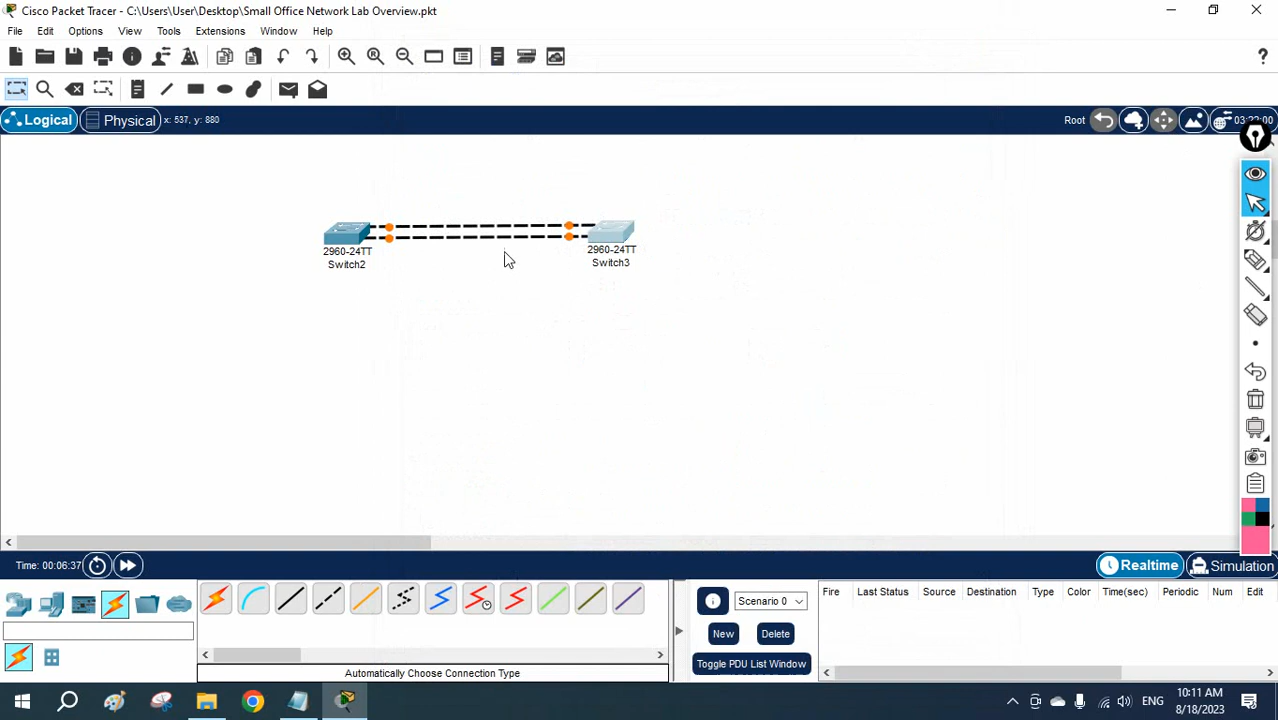 Cisco Packet Tracer - C:\Users\User\Desktop\Small Office Network Lab Overview.pkt
File Edit Options View Tools Extensions Window Help
?
Logical Physical x: 537, y: 880 Root 03:22:00
2960-24TT
Switch2
2960-24TT
Switch3
Time: 00:06:37 Realtime Simulation
Scenario 0
New Delete
Toggle PDU List Window
Fire Last Status Source Destination Type Color Time(sec) Periodic Num Edit
Automatically Choose Connection Type
ENG
10:11 AM
8/18/2023